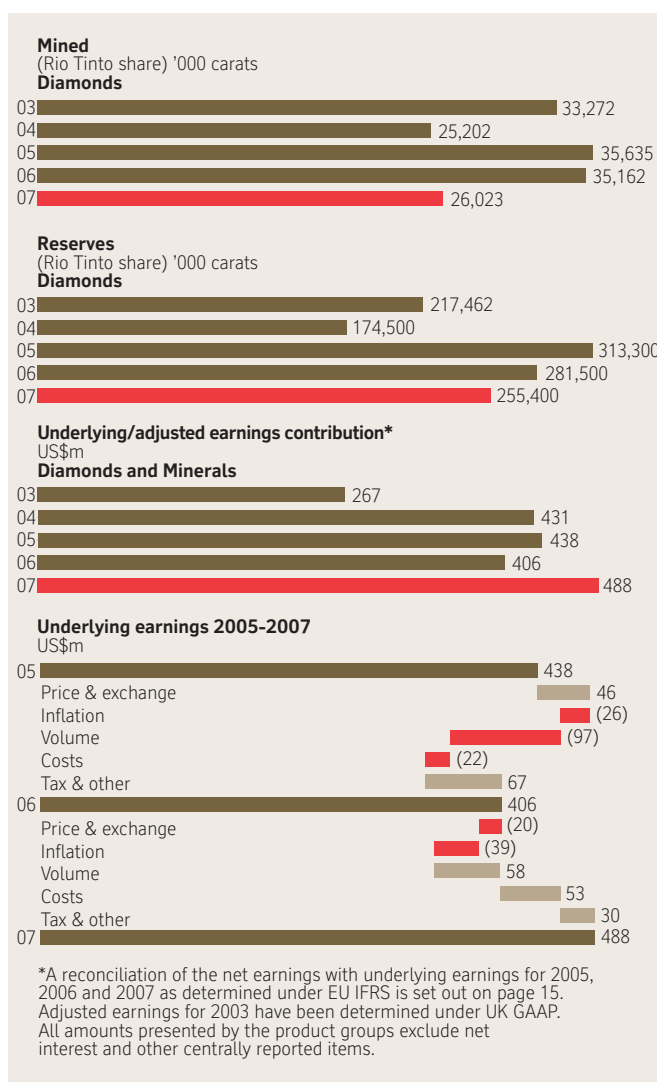 Mined
(Rio Tinto share) ’000 carats
Diamonds
03 33,272
04 25,202
05 35,635
06 35,162
07 26,023
Reserves
(Rio Tinto share) ’000 carats
Diamonds
03 217,462
04 174,500
05 313,300
06 281,500
07 255,400
Underlying/adjusted earnings contribution*
US$m
Diamonds and Minerals
03 267
04 431
05 438
06 406
07 488
Underlying earnings 2005-2007
US$m
05 438
Price & exchange 46
Inflation (26)
Volume (97)
Costs (22)
Tax & other 67
06 406
Price & exchange (20)
Inflation (39)
Volume 58
Costs 53
Tax & other 30
07 488
*A reconciliation of the net earnings with underlying earnings for 2005,
2006 and 2007 as determined under EU IFRS is set out on page 15.
Adjusted earnings for 2003 have been determined under UK GAAP.
All amounts presented by the product groups exclude net
interest and other centrally reported items.